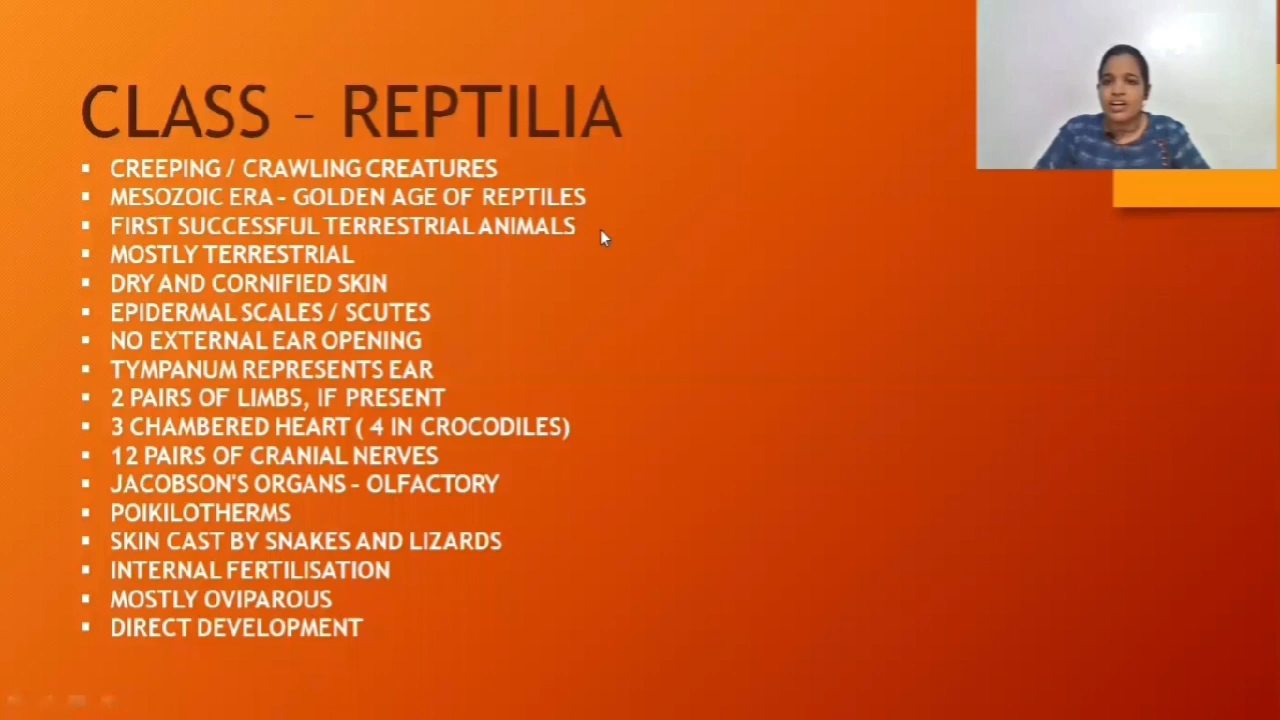 CLASS – REPTILIA
▪ CREEPING / CRAWLING CREATURES
▪ MESOZOIC ERA – GOLDEN AGE OF REPTILES
▪ FIRST SUCCESSFUL TERRESTRIAL ANIMALS
▪ MOSTLY TERRESTRIAL
▪ DRY AND CORNIFIED SKIN
▪ EPIDERMAL SCALES / SCUTES
▪ NO EXTERNAL EAR OPENING
▪ TYMPANUM REPRESENTS EAR
▪ 2 PAIRS OF LIMBS, IF PRESENT
▪ 3 CHAMBERED HEART ( 4 IN CROCODILES)
▪ 12 PAIRS OF CRANIAL NERVES
▪ JACOBSON'S ORGANS – OLFACTORY
▪ POIKILOTHERMS
▪ SKIN CAST BY SNAKES AND LIZARDS
▪ INTERNAL FERTILISATION
▪ MOSTLY OVIPAROUS
▪ DIRECT DEVELOPMENT